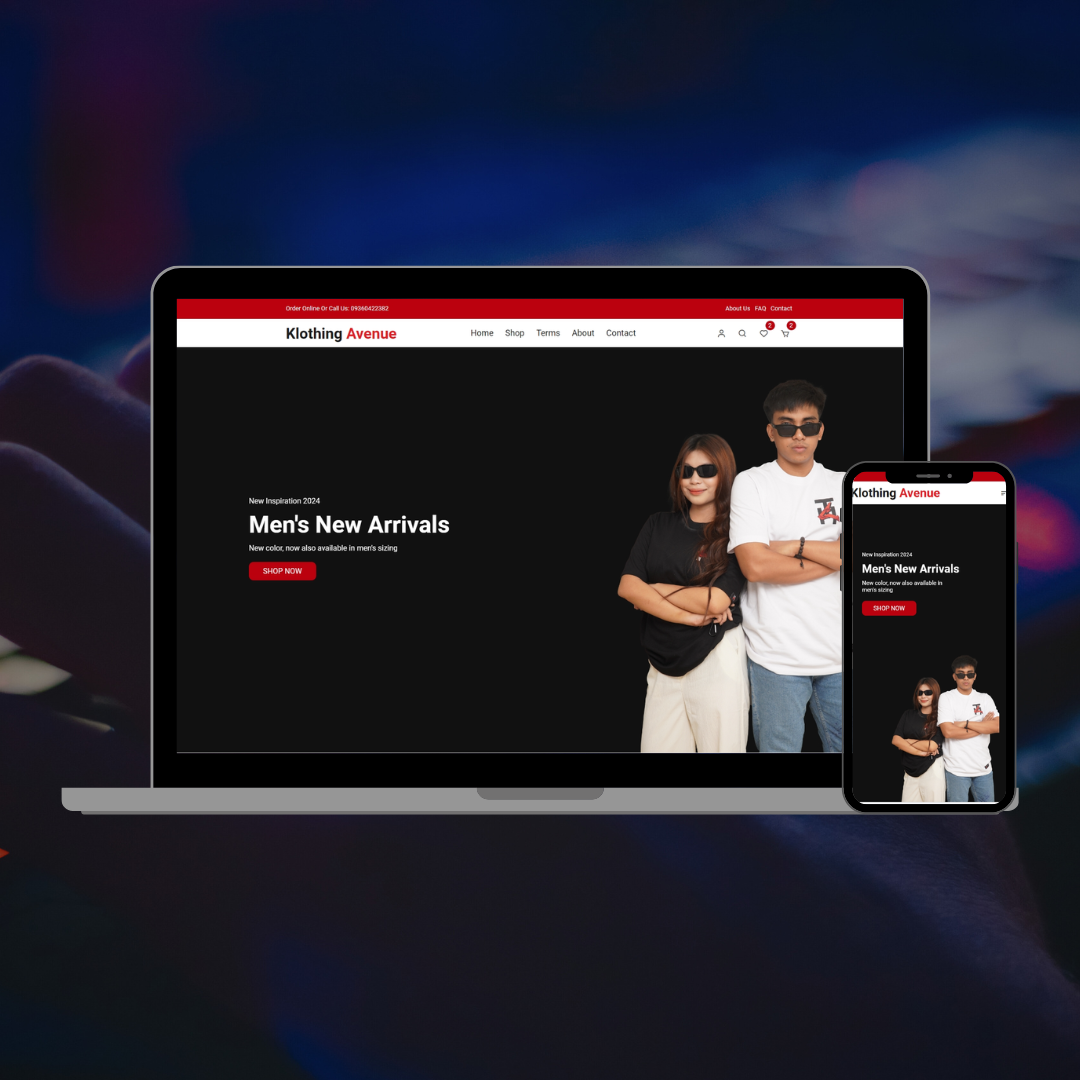 Order Online Or Call Us: 09360422382
About Us FAQ Contact
Klothing Avenue
Home Shop Terms About Contact
2 2
New Inspiration 2024
Men's New Arrivals
New color, now also available in men's sizing
SHOP NOW
Klothing Avenue
New Inspiration 2024
Men's New Arrivals
New color, now also available in
men's sizing
SHOP NOW